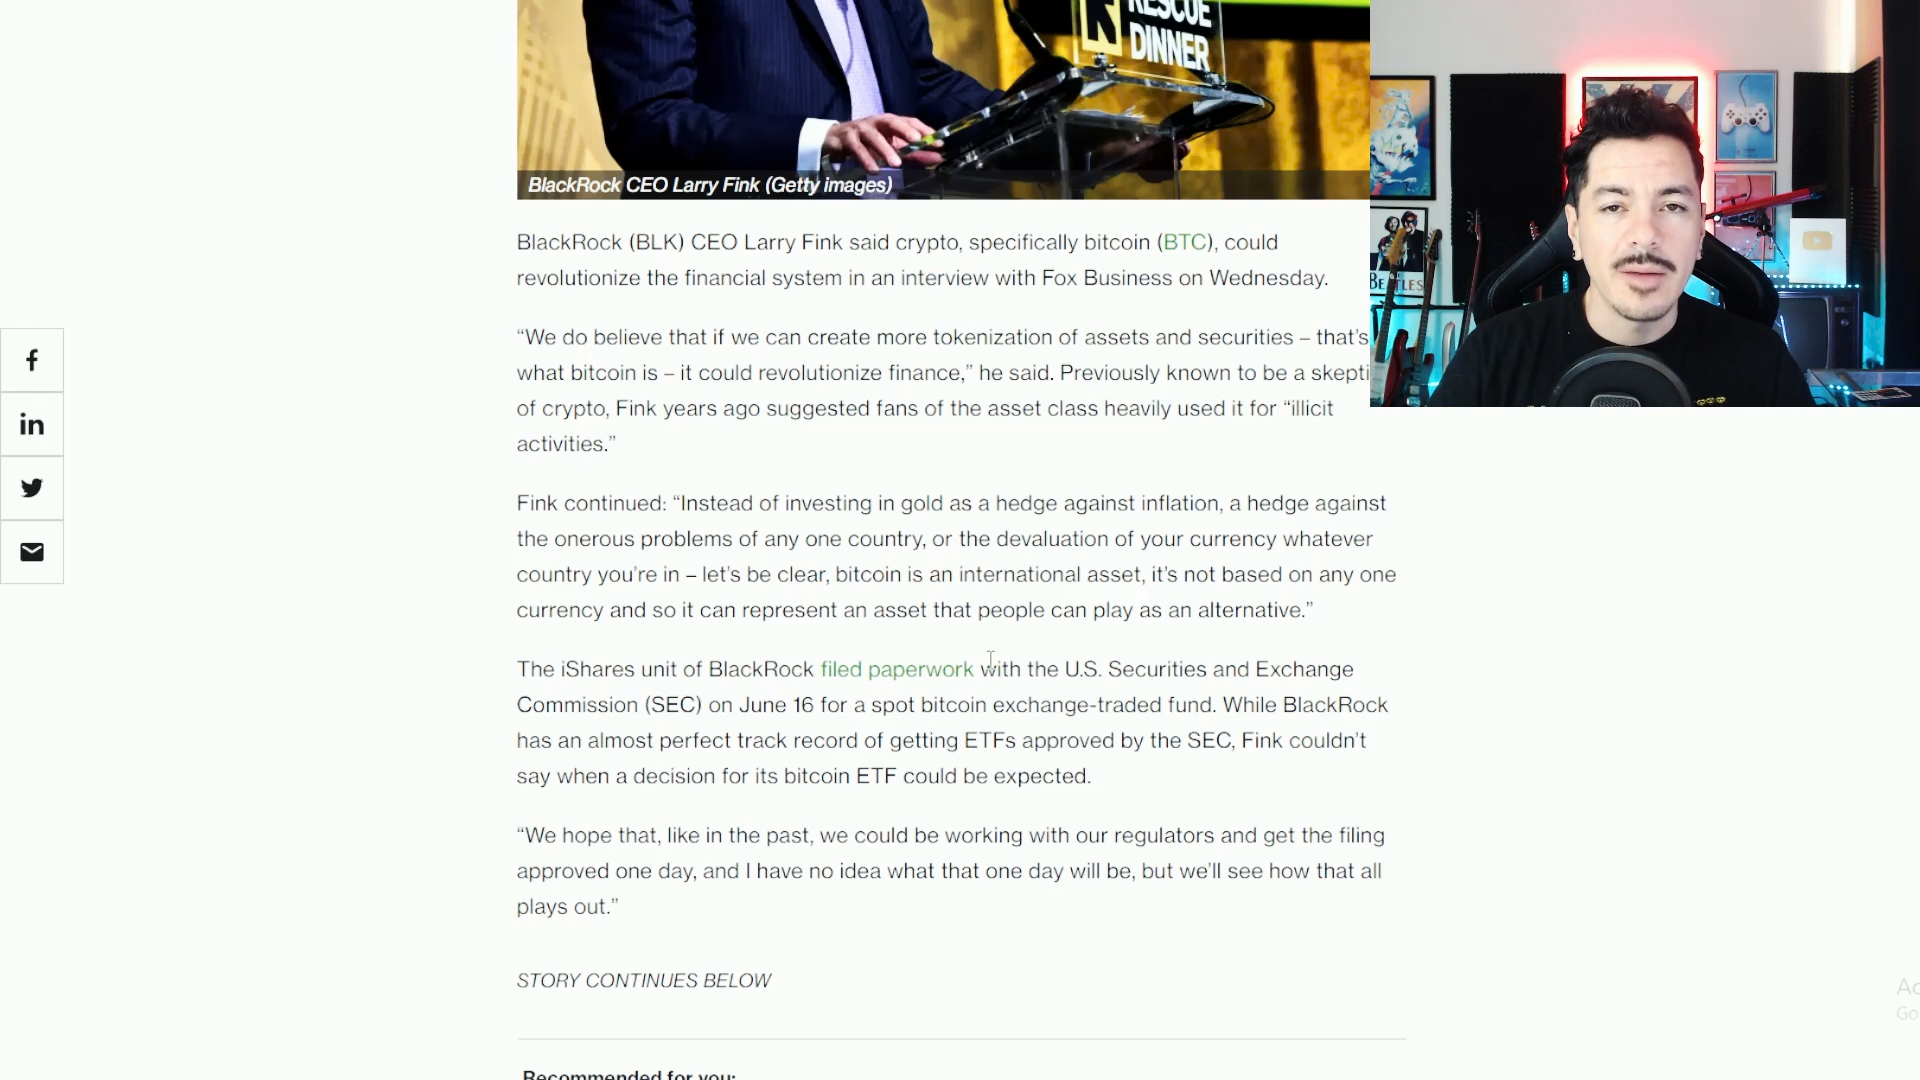 RESCUE
DINNER
BlackRock CEO Larry Fink (Getty images)
BEATLES
BlackRock (BLK) CEO Larry Fink said crypto, specifically bitcoin (BTC), could
revolutionize the financial system in an interview with Fox Business on Wednesday.
“We do believe that if we can create more tokenization of assets and securities – that’s
what bitcoin is – it could revolutionize finance,” he said. Previously known to be a skepti
of crypto, Fink years ago suggested fans of the asset class heavily used it for “illicit
activities.”
Fink continued: “Instead of investing in gold as a hedge against inflation, a hedge against
the onerous problems of any one country, or the devaluation of your currency whatever
country you’re in – let’s be clear, bitcoin is an international asset, it’s not based on any one
currency and so it can represent an asset that people can play as an alternative.”
The iShares unit of BlackRock filed paperwork with the U.S. Securities and Exchange
Commission (SEC) on June 16 for a spot bitcoin exchange-traded fund. While BlackRock
has an almost perfect track record of getting ETFs approved by the SEC, Fink couldn’t
say when a decision for its bitcoin ETF could be expected.
“We hope that, like in the past, we could be working with our regulators and get the filing
approved one day, and I have no idea what that one day will be, but we’ll see how that all
plays out.”
STORY CONTINUES BELOW
Recommended for you:
Ac
Go